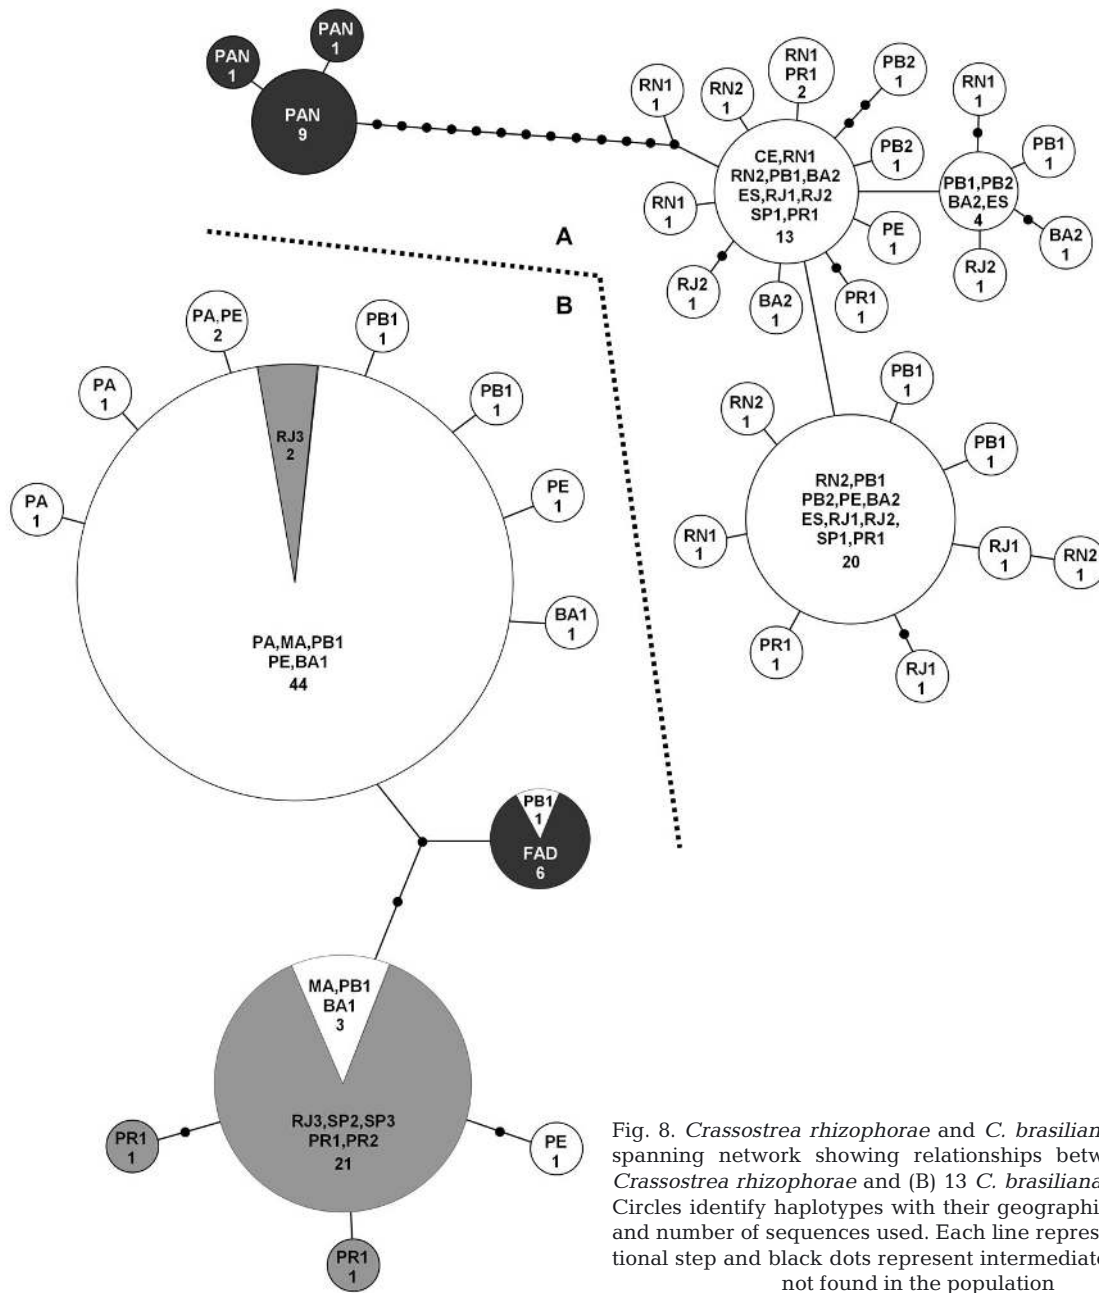 PAN
1
PAN
1
PAN
9
RN1
1
RN2
1
RN1
PR1
2
PB2
1
RN1
1
PB2
1
PB1
1
CE,RN1
RN2,PB1,BA2
ES,RJ1,RJ2
SP1,PR1
13
PB1,PB2
BA2,ES
4
RN1
1
PE
1
BA2
1
RJ2
1
BA2
1
PR1
1
RJ2
1
A
B
PA,PE
2
PB1
1
PA
1
PB1
1
RJ3
2
PA
1
PE
1
BA1
1
PA,MA,PB1
PE,BA1
44
RN2
1
PB1
1
PB1
1
RN2,PB1
PB2,PE,BA2
ES,RJ1,RJ2,
SP1,PR1
20
RN1
1
RJ1
1
RN2
1
PR1
1
RJ1
1
PB1
1
FAD
6
MA,PB1
BA1
3
RJ3,SP2,SP3
PR1,PR2
21
PR1
1
PE
1
PR1
1
Fig. 8. Crassostrea rhizophorae and C. brasilian
spanning network showing relationships betw
Crassostrea rhizophorae and (B) 13 C. brasiliana
Circles identify haplotypes with their geographi
and number of sequences used. Each line repres
tional step and black dots represent intermediat
not found in the population